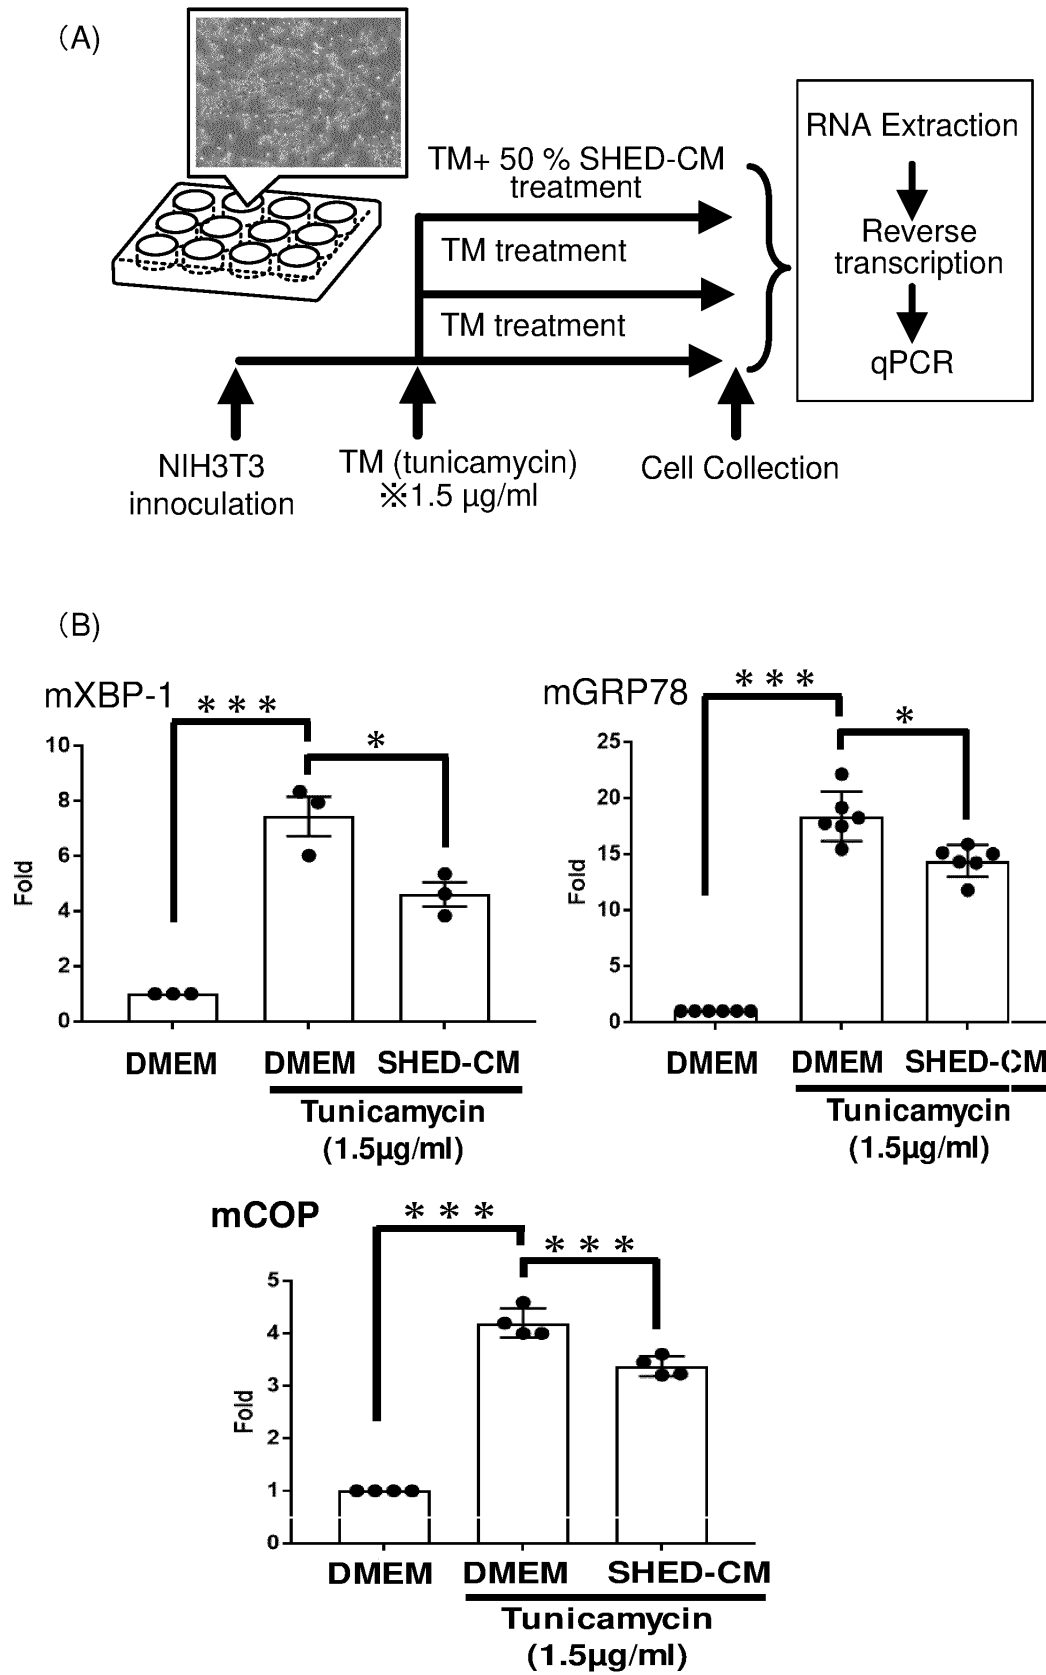 (A)
TM+ 50 % SHED-CM
treatment
TM treatment
TM treatment
RNA Extraction
Reverse
transcription
qPCR
NIH3T3
innoculation
TM (tunicamycin)
※1.5 µg/ml
Cell Collection
(B)
mXBP-1
* * *
*
10
8
6
4
2
0
Fold
DMEM
DMEM
SHED-CM
Tunicamycin
(1.5µg/ml)
mGRP78
* * *
*
25
20
15
10
5
0
Fold
DMEM
DMEM
SHED-CM
Tunicamycin
(1.5µg/ml)
mCOP
* * *
* * *
5
4
3
2
1
0
Fold
DMEM
DMEM
SHED-CM
Tunicamycin
(1.5µg/ml)